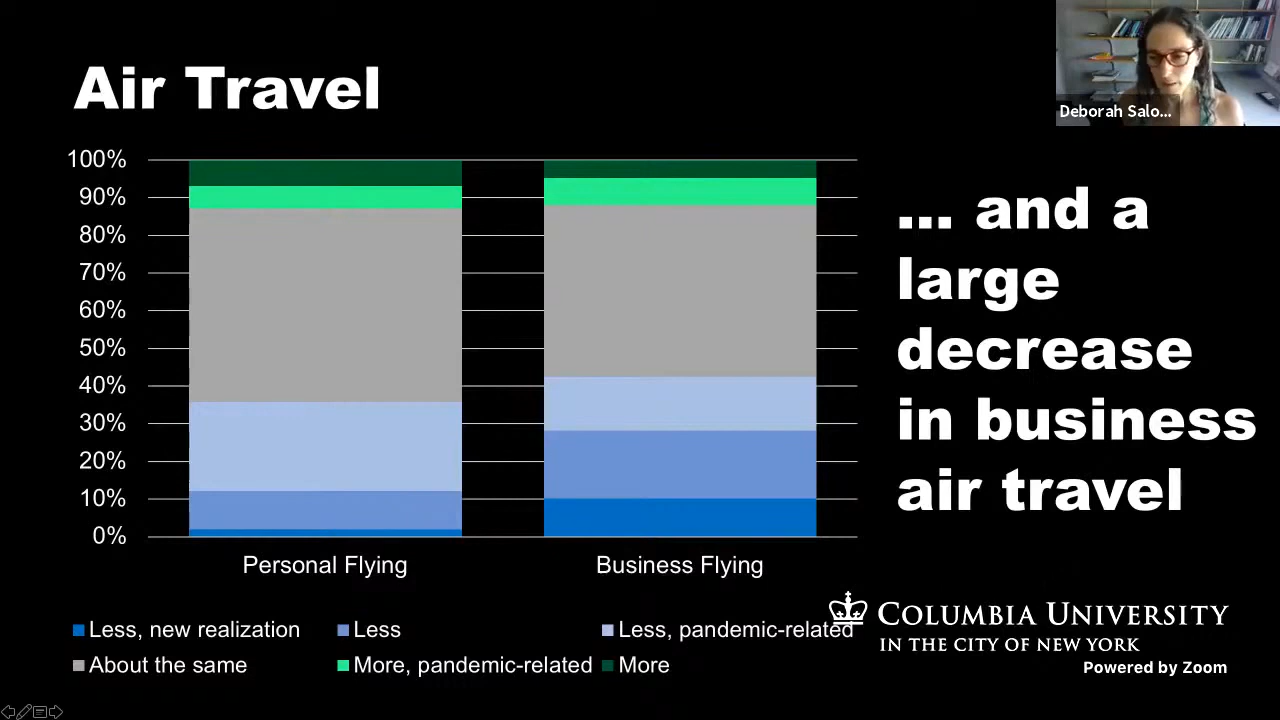 Air Travel
Deborah Salo...
100%
90%
80%
70%
60%
50%
40%
30%
20%
10%
0%
Personal Flying
Business Flying
... and a
large
decrease
in business
air travel
Less, new realization
Less
Less, pandemic-related
About the same
More, pandemic-related
More
COLUMBIA UNIVERSITY
IN THE CITY OF NEW YORK
Powered by Zoom